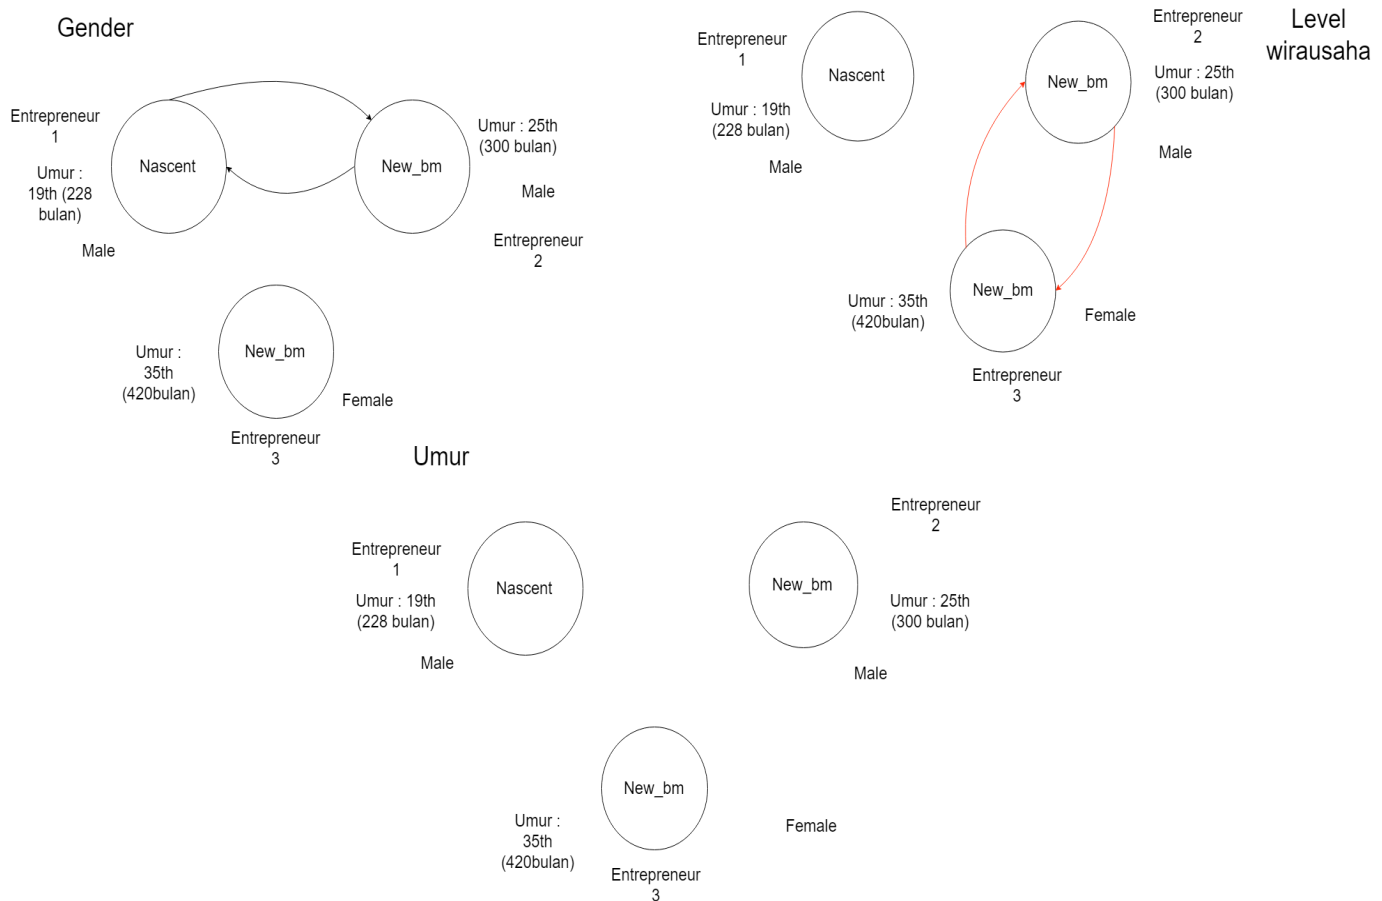 Gender
Entrepreneur
1
Umur :
19th (228
bulan)
Male
Nascent
New_bm
Umur : 25th
(300 bulan)
Male
Entrepreneur
2
New_bm
Umur :
35th
(420bulan)
Female
Entrepreneur
3
Level
wirausaha
Entrepreneur
1
Umur : 19th
(228 bulan)
Male
Nascent
New_bm
Entrepreneur
2
Umur : 25th
(300 bulan)
Male
New_bm
Umur : 35th
(420bulan)
Female
Entrepreneur
3
Umur
Entrepreneur
1
Umur : 19th
(228 bulan)
Male
Nascent
New_bm
Entrepreneur
2
Umur : 25th
(300 bulan)
Male
New_bm
Umur :
35th
(420bulan)
Female
Entrepreneur
3